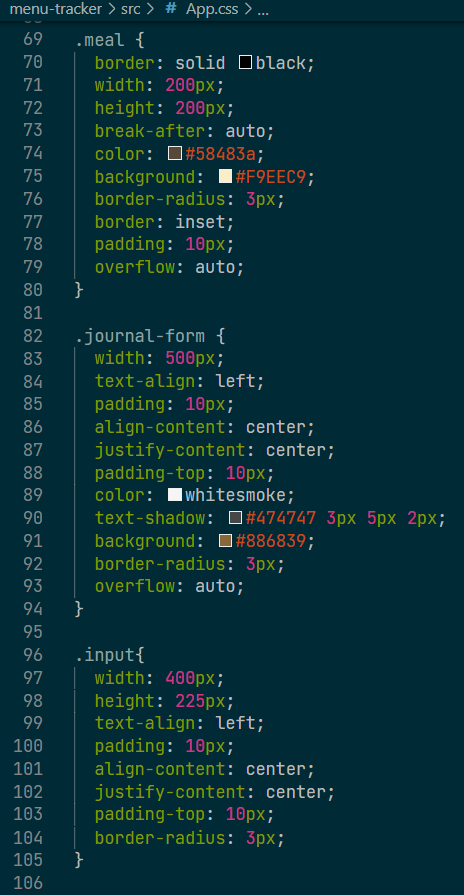 menu-tracker > src > # App.css > ...
69 .meal {
70 border: solid black;
71 width: 200px;
72 height: 200px;
73 break-after: auto;
74 color: #58483a;
75 background: #F9EEC9;
76 border-radius: 3px;
77 border: inset;
78 padding: 10px;
79 overflow: auto;
80 }
81
82 .journal-form {
83 width: 500px;
84 text-align: left;
85 padding: 10px;
86 align-content: center;
87 justify-content: center;
88 padding-top: 10px;
89 color: whitesmoke;
90 text-shadow: #474747 3px 5px 2px;
91 background: #886839;
92 border-radius: 3px;
93 overflow: auto;
94 }
95
96 .input{
97 width: 400px;
98 height: 225px;
99 text-align: left;
100 padding: 10px;
101 align-content: center;
102 justify-content: center;
103 padding-top: 10px;
104 border-radius: 3px;
105 }
106